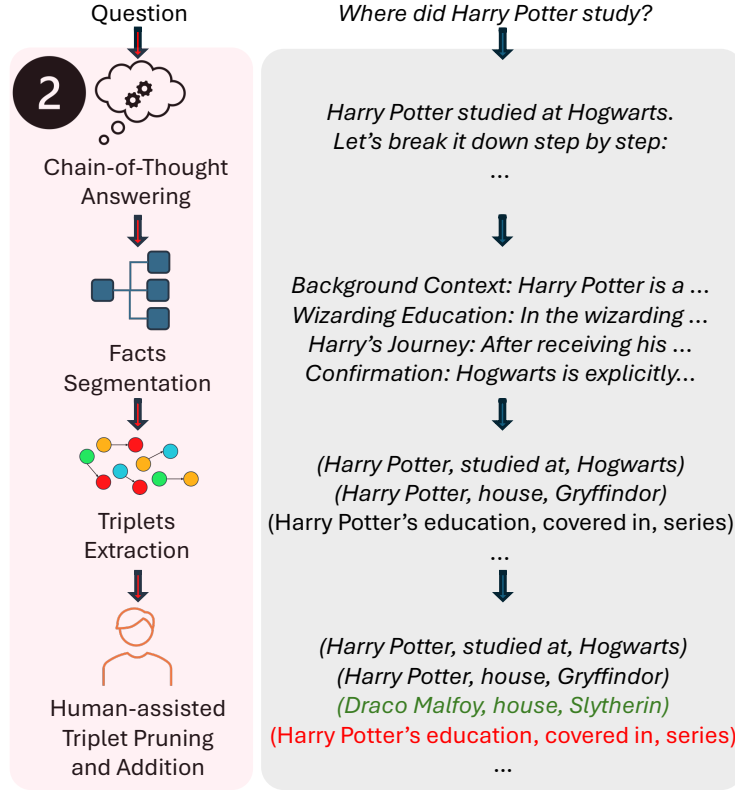 Question
Where did Harry Potter study?
2
Harry Potter studied at Hogwarts.
Let's break it down step by step:
...
Chain-of-Thought
Answering
Background Context: Harry Potter is a ...
Wizarding Education: In the wizarding ...
Harry's Journey: After receiving his ...
Confirmation: Hogwarts is explicitly...
Facts
Segmentation
(Harry Potter, studied at, Hogwarts)
(Harry Potter, house, Gryffindor)
(Harry Potter's education, covered in, series)
...
Triplets
Extraction
(Harry Potter, studied at, Hogwarts)
(Harry Potter, house, Gryffindor)
(Draco Malfoy, house, Slytherin)
(Harry Potter's education, covered in, series)
...
Human-assisted
Triplet Pruning
and Addition